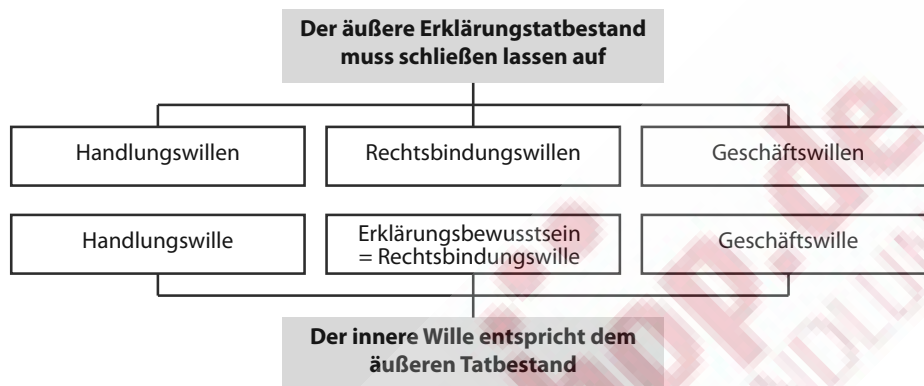 Der äußere Erklärungstatbestand
muss schließen lassen auf
Handlungswillen
Rechtsbindungswillen
Geschäftswillen
Handlungswille
Erklärungsbewusstsein
= Rechtsbindungswille
Geschäftswille
Der innere Wille entspricht dem
äußeren Tatbestand